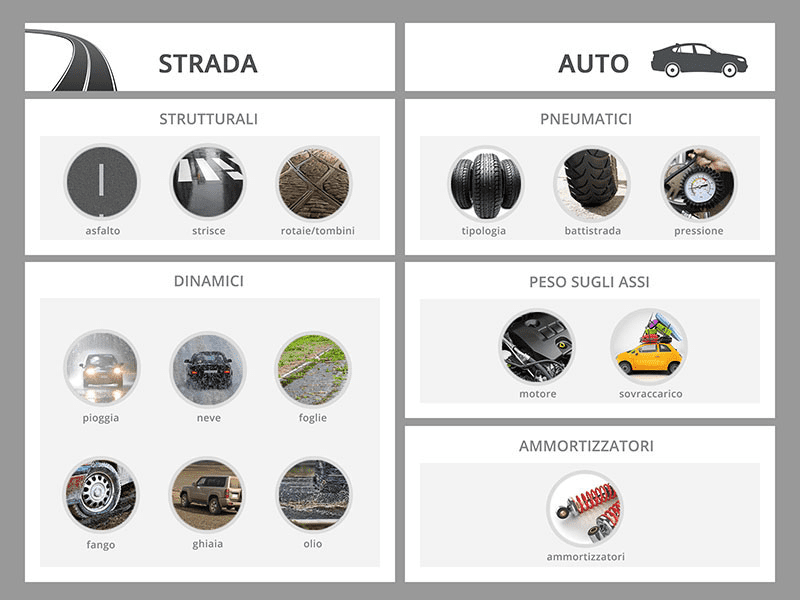 STRADA
STRUTTURALI
asfalto
strisce
rotaie/tombini
DINAMICI
pioggia
neve
foglie
fango
ghiaia
olio
AUTO
PNEUMATICI
tipologia
battistrada
pressione
PESO SUGLI ASSI
motore
sovraccarico
AMMORTIZZATORI
ammortizzatori